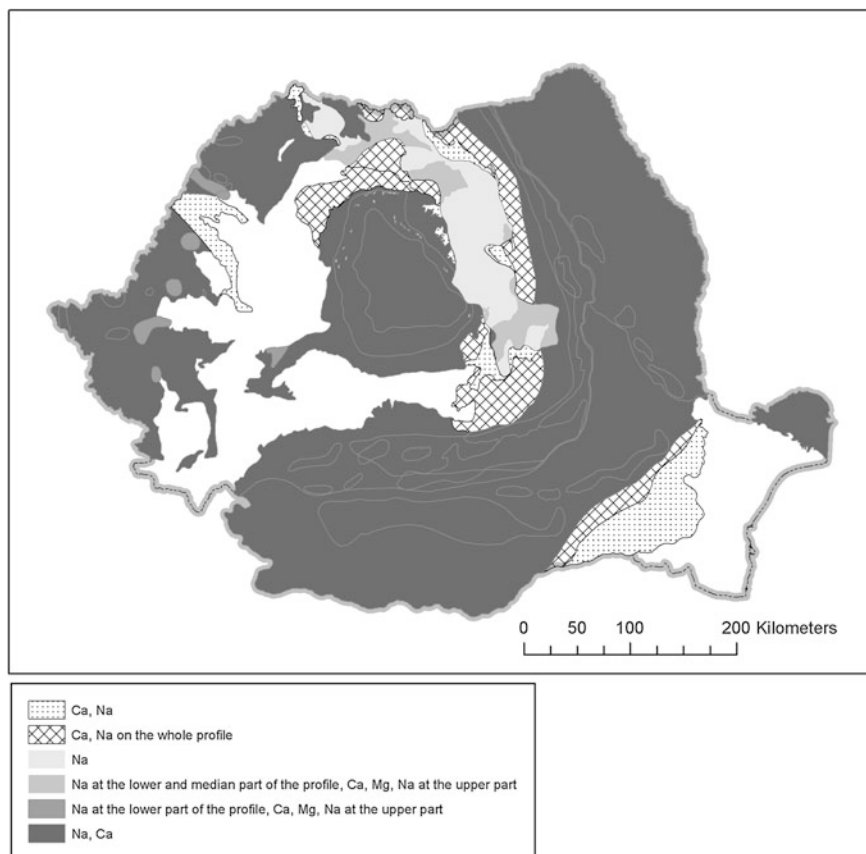 0 50 100 200 Kilometers
Ca, Na
Ca, Na on the whole profile
Na
Na at the lower and median part of the profile, Ca, Mg, Na at the upper part
Na at the lower part of the profile, Ca, Mg, Na at the upper part
Na, Ca